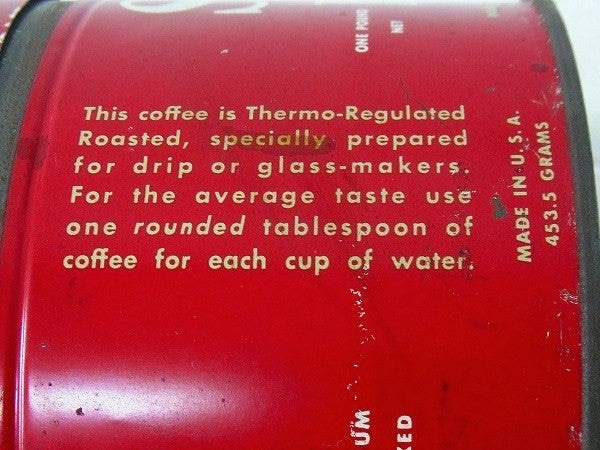 ONE POUND
NET
This coffee is Thermo-Regulated
Roasted, specially prepared
for drip or glass-makers.
For the average taste use
one rounded tablespoon of
coffee for each cup of water.
MADE IN U.S.A.
453.5 GRAMS